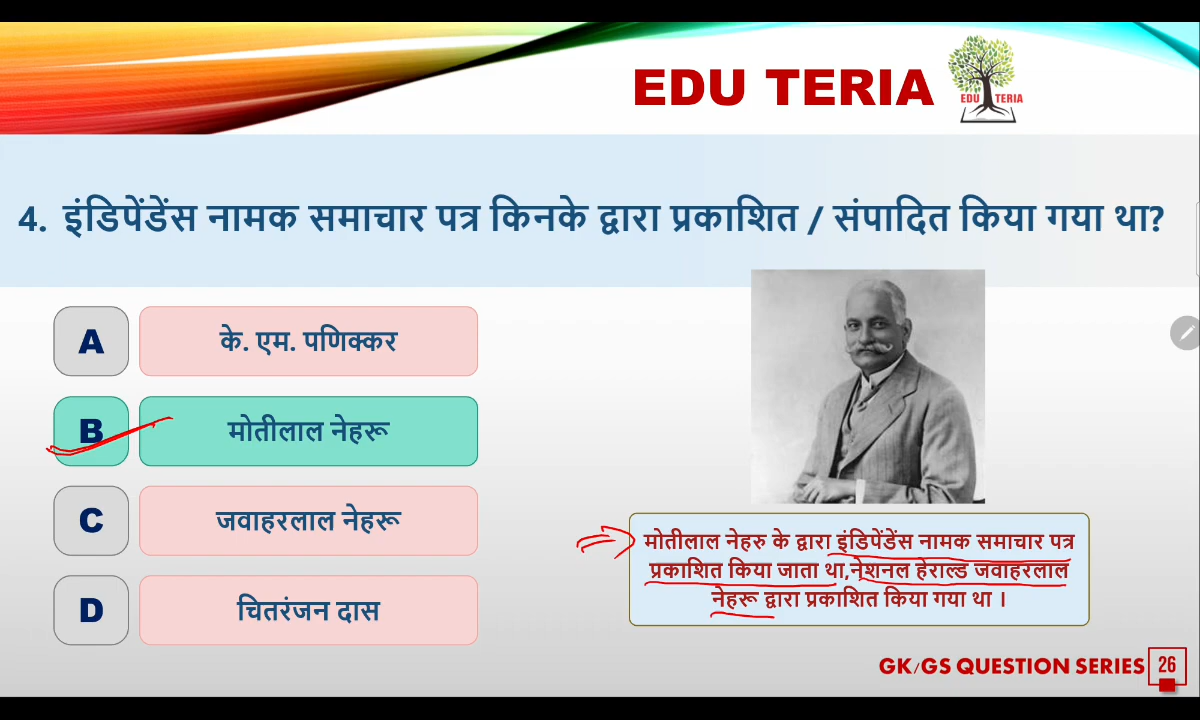 EDU TERIA
EDU TERIA
4. इंडिपेंडेंस नामक समाचार पत्र किनके द्वारा प्रकाशित / संपादित किया गया था?
A के. एम. पणिक्कर
B मोतीलाल नेहरू
C जवाहरलाल नेहरू
D चितरंजन दास
मोतीलाल नेहरु के द्वारा इंडिपेंडेंस नामक समाचार पत्र
प्रकाशित किया जाता था,नेशनल हेराल्ड जवाहरलाल
नेहरू द्वारा प्रकाशित किया गया था ।
GK/GS QUESTION SERIES 26